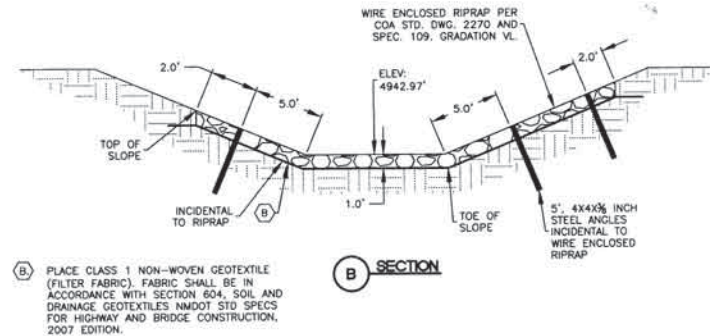 WIRE ENCLOSED RIPRAP PER
COA STD. DWG. 2270 AND
SPEC. 109. GRADATION VL.
2.0'
5.0'
ELEV:
4942.97'
5.0'
2.0'
TOP OF
SLOPE
INCIDENTAL
TO RIPRAP
B
1.0'
TOE OF
SLOPE
5', 4X4X⅜ INCH
STEEL ANGLES
INCIDENTAL TO
WIRE ENCLOSED
RIPRAP
B SECTION
B. PLACE CLASS 1 NON-WOVEN GEOTEXTILE
(FILTER FABRIC). FABRIC SHALL BE IN
ACCORDANCE WITH SECTION 604, SOIL AND
DRAINAGE GEOTEXTILES NMDOT STD SPECS
FOR HIGHWAY AND BRIDGE CONSTRUCTION,
2007 EDITION.